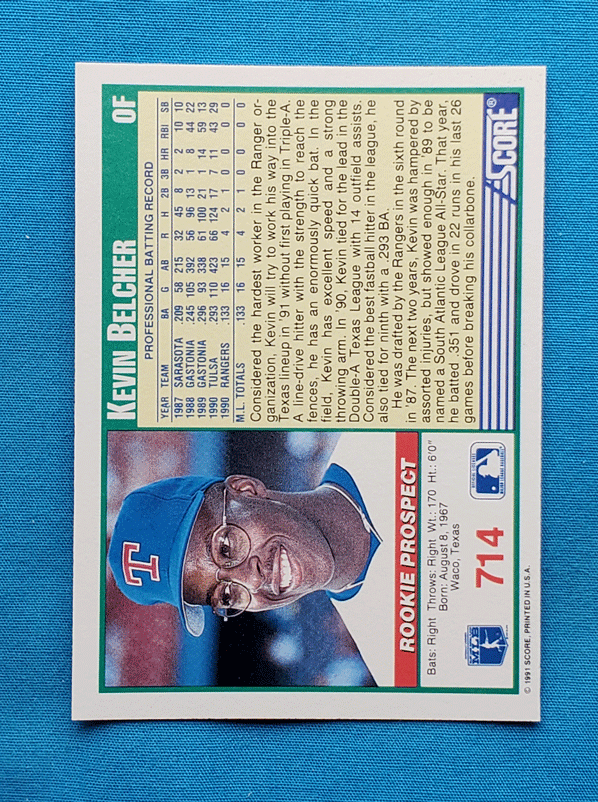 KEVIN BELCHER OF
PROFESSIONAL BATTING RECORD
YEAR TEAM BA G AB R H 2B 3B HR RBI SB
1987 SARASOTA .209 58 215 32 45 8 2 2 10 10
1988 GASTONIA .245 105 392 56 96 13 1 8 44 22
1989 GASTONIA .296 93 338 61 100 21 1 14 59 13
1990 TULSA .293 110 423 66 124 17 7 11 43 29
1990 RANGERS .133 16 15 4 2 1 0 0 0 0
M.L. TOTALS .133 16 15 4 2 1 0 0 0 0
Considered the hardest worker in the Ranger or-
ganization, Kevin will try to work his way into the
Texas lineup in '91 without first playing in Triple-A.
A line-drive hitter with the strength to reach the
fences, he has an enormously quick bat. In the
field, Kevin has excellent speed and a strong
throwing arm. In '90, Kevin tied for the lead in the
Double-A Texas League with 14 outfield assists.
Considered the best fastball hitter in the league, he
also tied for ninth with a .293 BA.
He was drafted by the Rangers in the sixth round
in '87. The next two years, Kevin was hampered by
assorted injuries, but showed enough in '89 to be
named a South Atlantic League All-Star. That year,
he batted .351 and drove in 22 runs in his last 26
games before breaking his collarbone.
SCORE®
T
ROOKIE PROSPECT
Bats: Right Throws: Right Wt.: 170 Ht.: 6'0"
Born: August 8, 1967
Waco, Texas
714
MLB
© 1991 SCORE, PRINTED IN U.S.A.